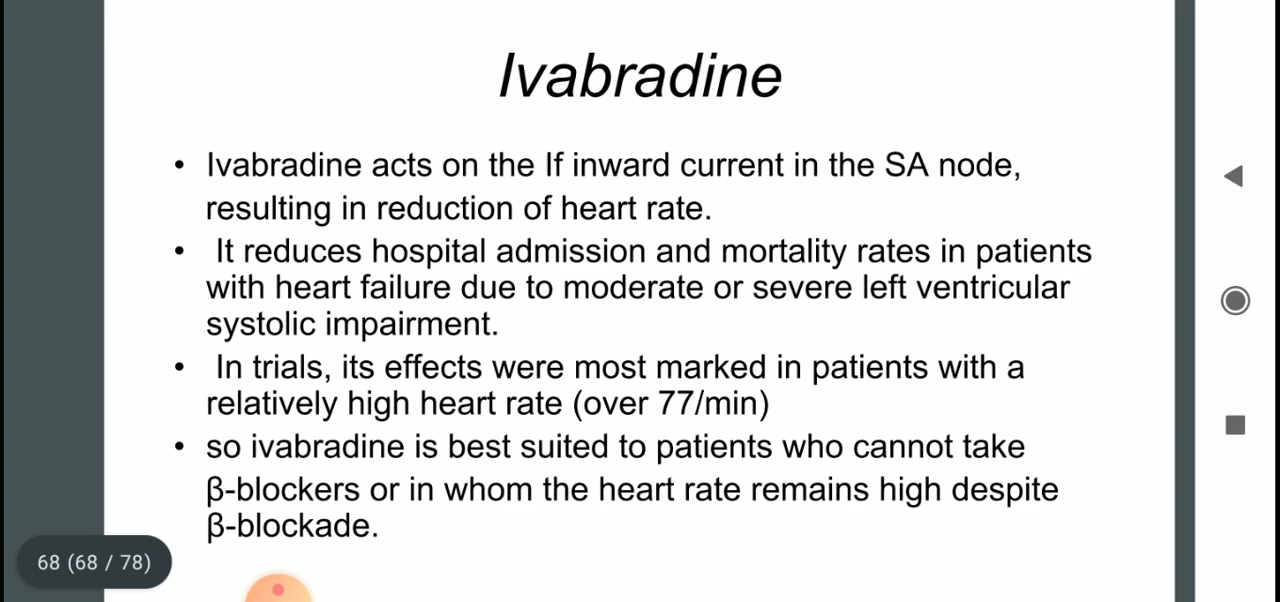 Ivabradine
• Ivabradine acts on the If inward current in the SA node,
resulting in reduction of heart rate.
• It reduces hospital admission and mortality rates in patients
with heart failure due to moderate or severe left ventricular
systolic impairment.
• In trials, its effects were most marked in patients with a
relatively high heart rate (over 77/min)
• so ivabradine is best suited to patients who cannot take
β-blockers or in whom the heart rate remains high despite
β-blockade.
68 (68 / 78)